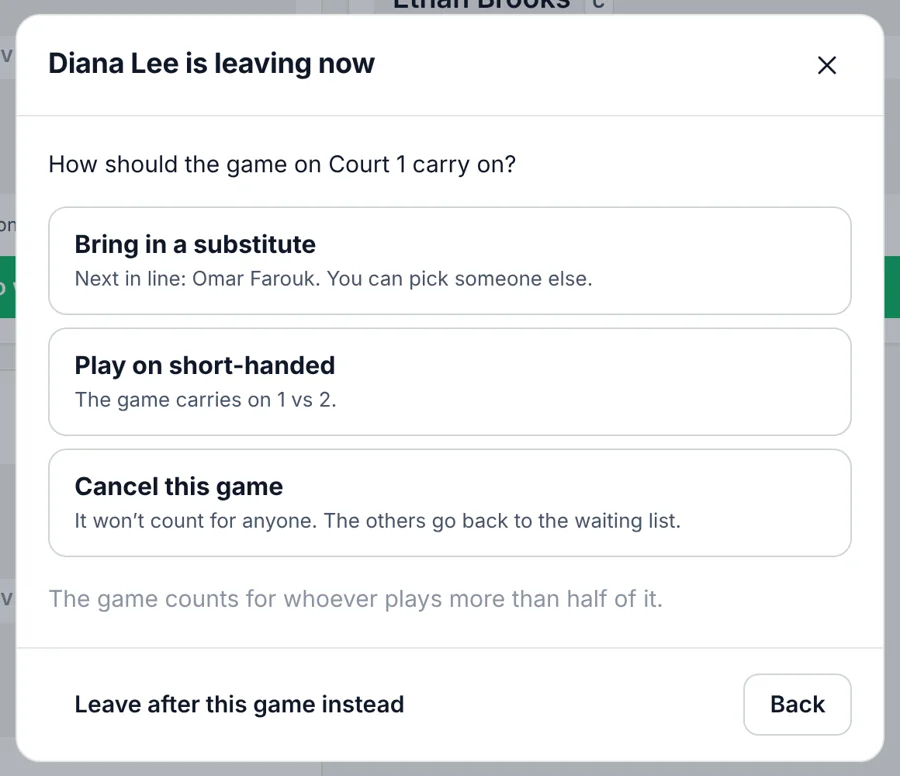 Ethan Brooks C
Diana Lee is leaving now
How should the game on Court 1 carry on?
Bring in a substitute
Next in line: Omar Farouk. You can pick someone else.
Play on short-handed
The game carries on 1 vs 2.
Cancel this game
It won’t count for anyone. The others go back to the waiting list.
The game counts for whoever plays more than half of it.
Leave after this game instead
Back